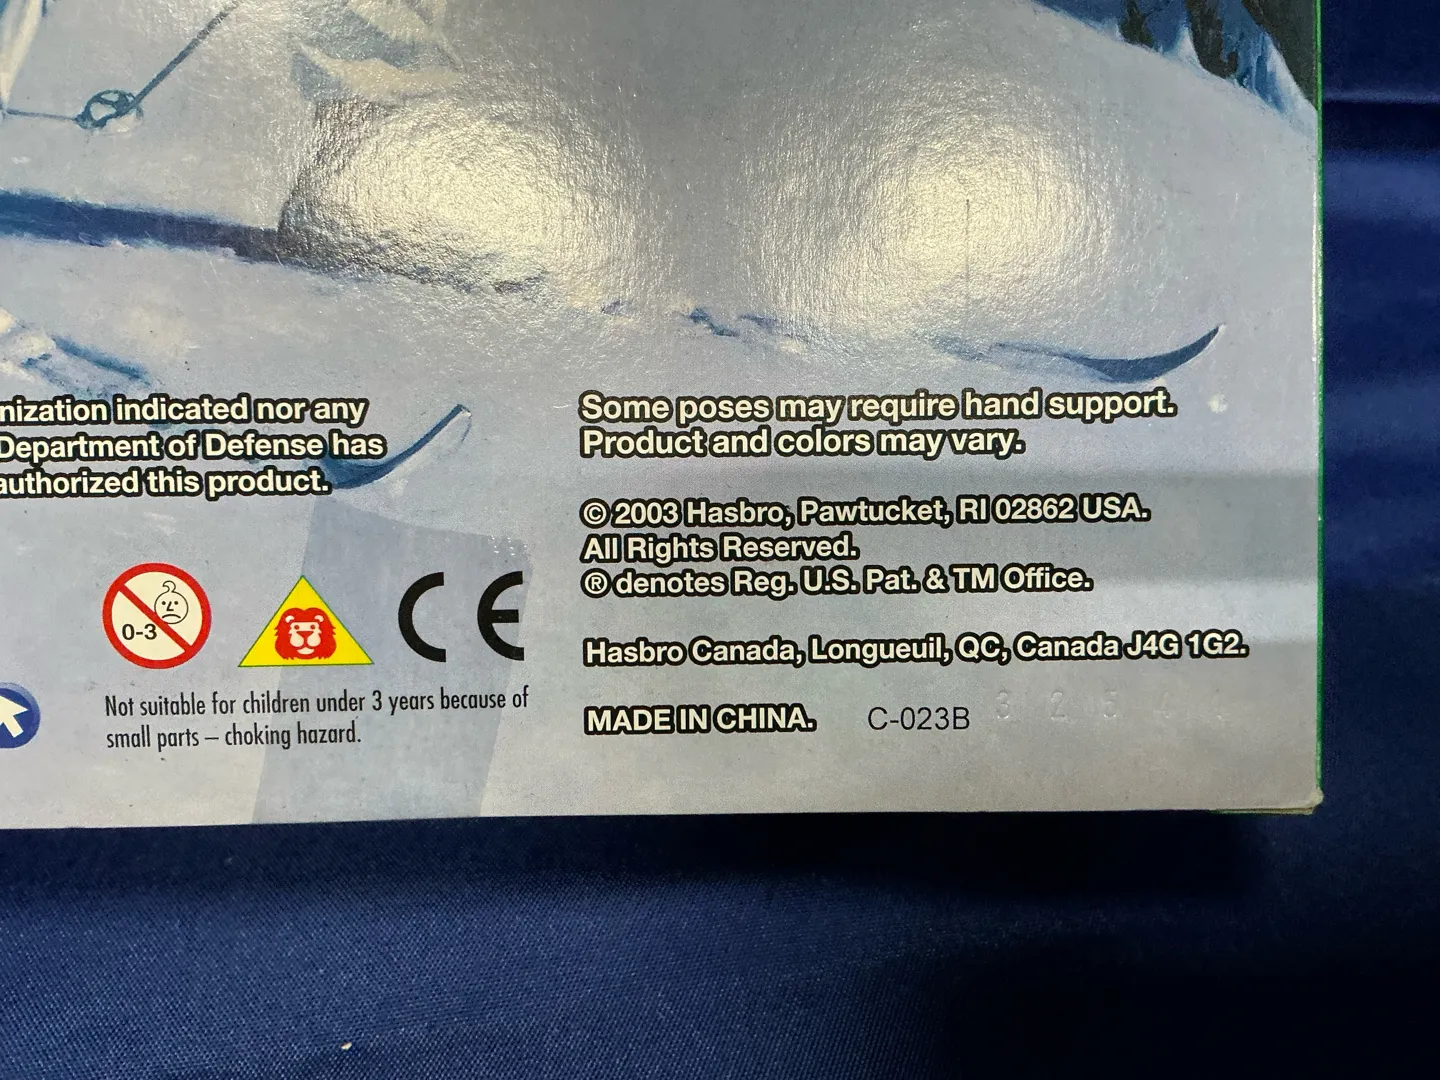 nization indicated nor any
Department of Defense has
authorized this product.
Some poses may require hand support.
Product and colors may vary.
© 2003 Hasbro, Pawtucket, RI 02862 USA.
All Rights Reserved.
® denotes Reg. U.S. Pat. & TM Office.
Hasbro Canada, Longueuil, QC, Canada J4G 1G2.
MADE IN CHINA. C-023B
0-3
CE
Not suitable for children under 3 years because of
small parts – choking hazard.